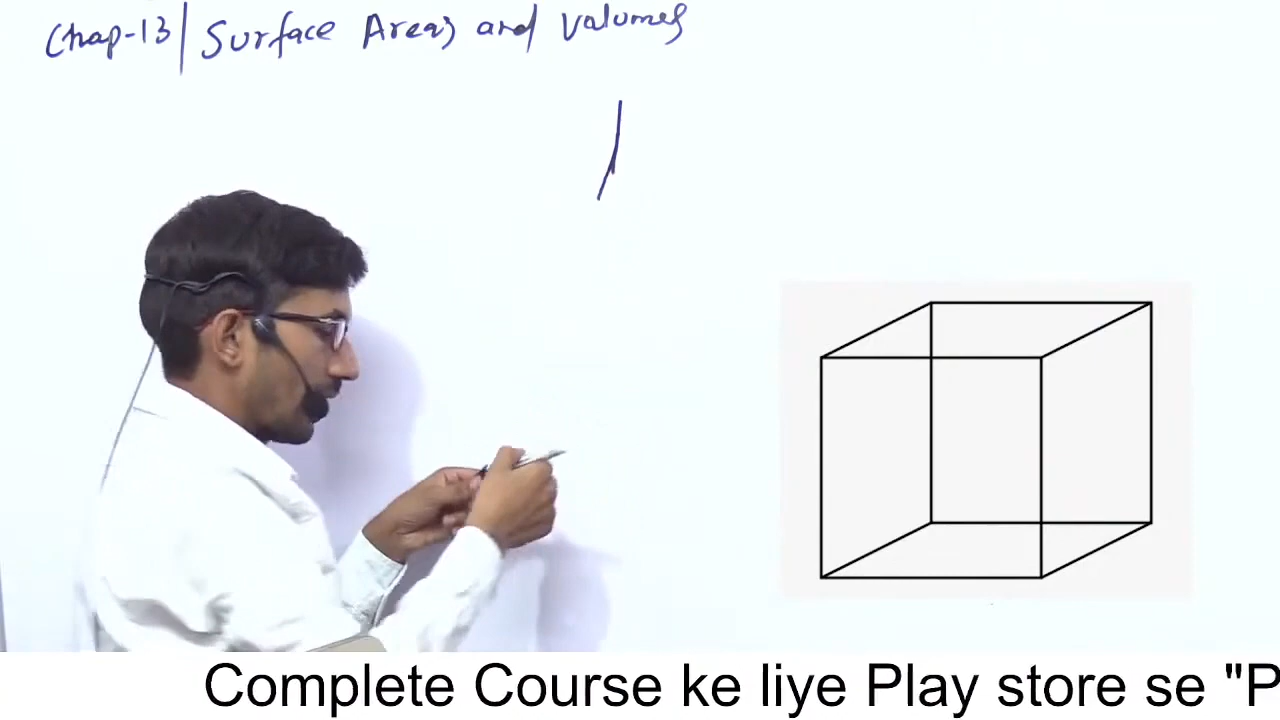 Chap-13 | Surface Areas and Volumes
Complete Course ke liye Play store se "P